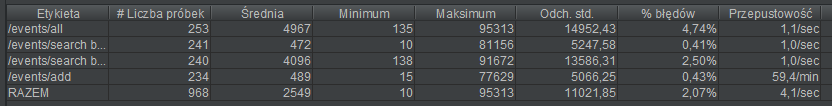 Etykieta # Liczba próbek Średnia Minimum Maksimum Odch. std. % błędów Przepustowość
/events/all 253 4967 135 95313 14952,43 4,74% 1,1/sec
/events/search b... 241 472 10 81156 5247,58 0,41% 1,0/sec
/events/search b... 240 4096 138 91672 13586,31 2,50% 1,0/sec
/events/add 234 489 15 77629 5066,25 0,43% 59,4/min
RAZEM 968 2549 10 95313 11021,85 2,07% 4,1/sec